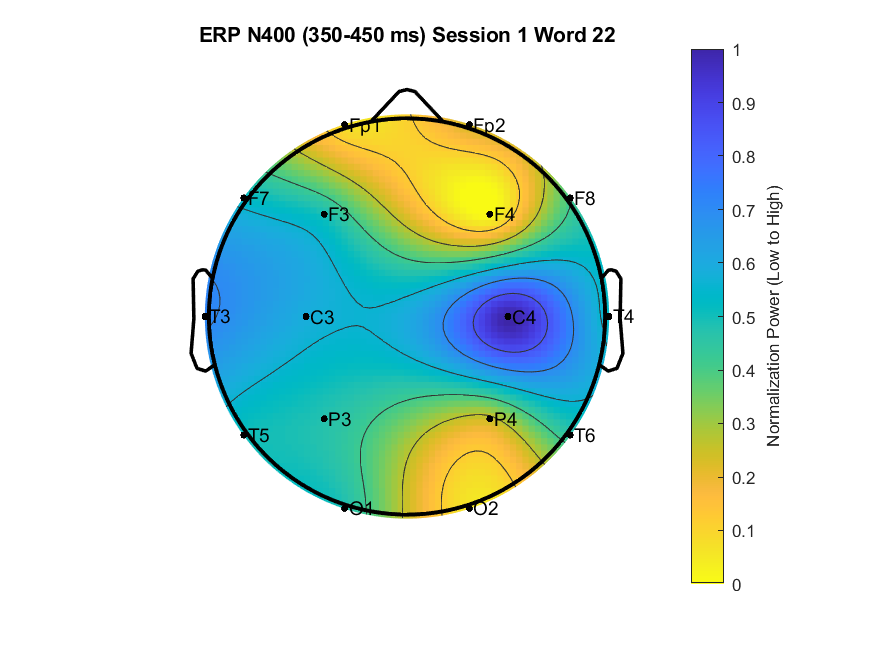 ERP N400 (350-450 ms) Session 1 Word 22
Fp1 Fp2
F7 F8
F3 F4
T3 C3 C4 T4
P3 P4
T5 T6
O1 O2
1
0.9
0.8
0.7
0.6
0.5
0.4
0.3
0.2
0.1
0
Normalization Power (Low to High)